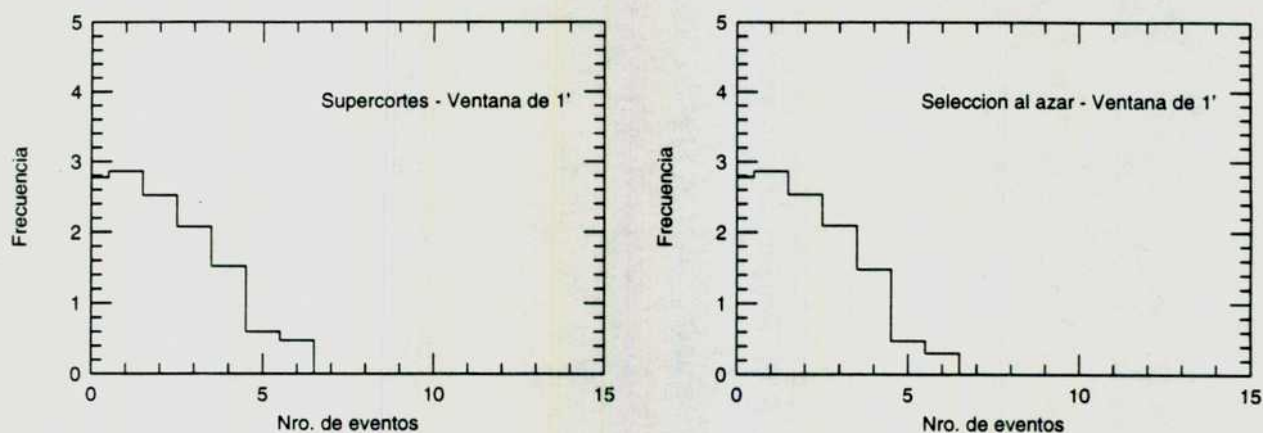 5
4
3
2
1
0
Frecuencia
Supercortes - Ventana de 1'
0 5 10 15
Nro. de eventos
5
4
3
2
1
0
Frecuencia
Seleccion al azar - Ventana de 1'
0 5 10 15
Nro. de eventos